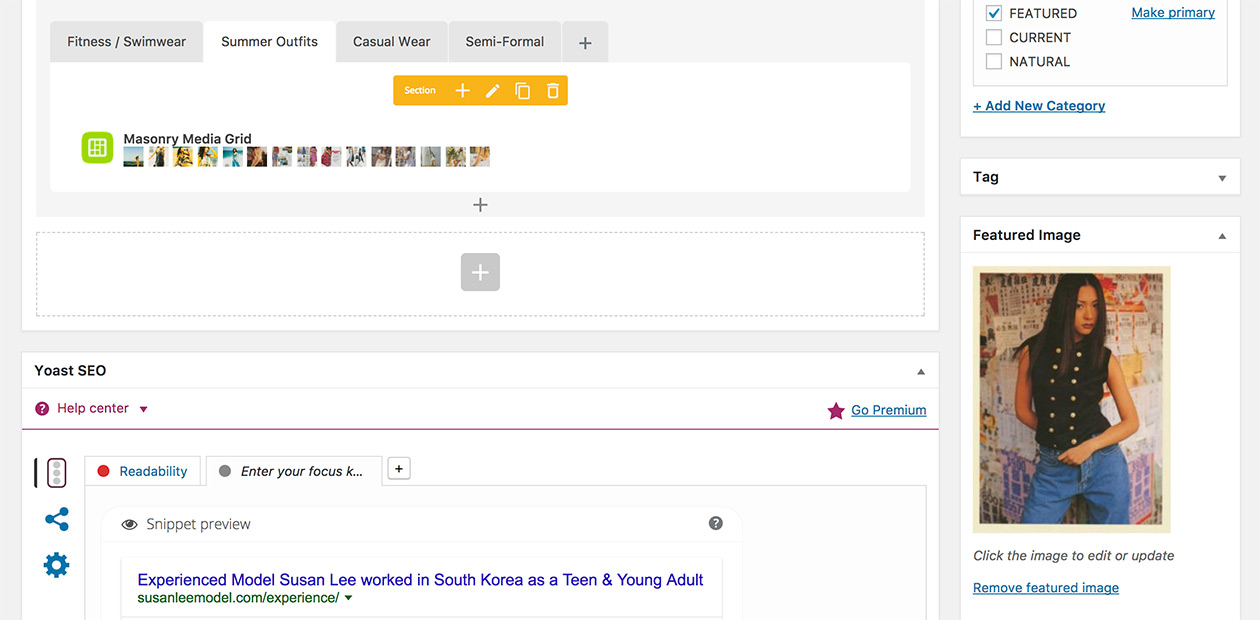 Fitness / Swimwear
Summer Outfits
Casual Wear
Semi-Formal
+
Section
Masonry Media Grid
+
+
Yoast SEO
Help center
Go Premium
Readability
Enter your focus k...
+
Snippet preview
Experienced Model Susan Lee worked in South Korea as a Teen & Young Adult
susanleemodel.com/experience/
FEATURED
Make primary
CURRENT
NATURAL
+ Add New Category
Tag
Featured Image
Click the image to edit or update
Remove featured image